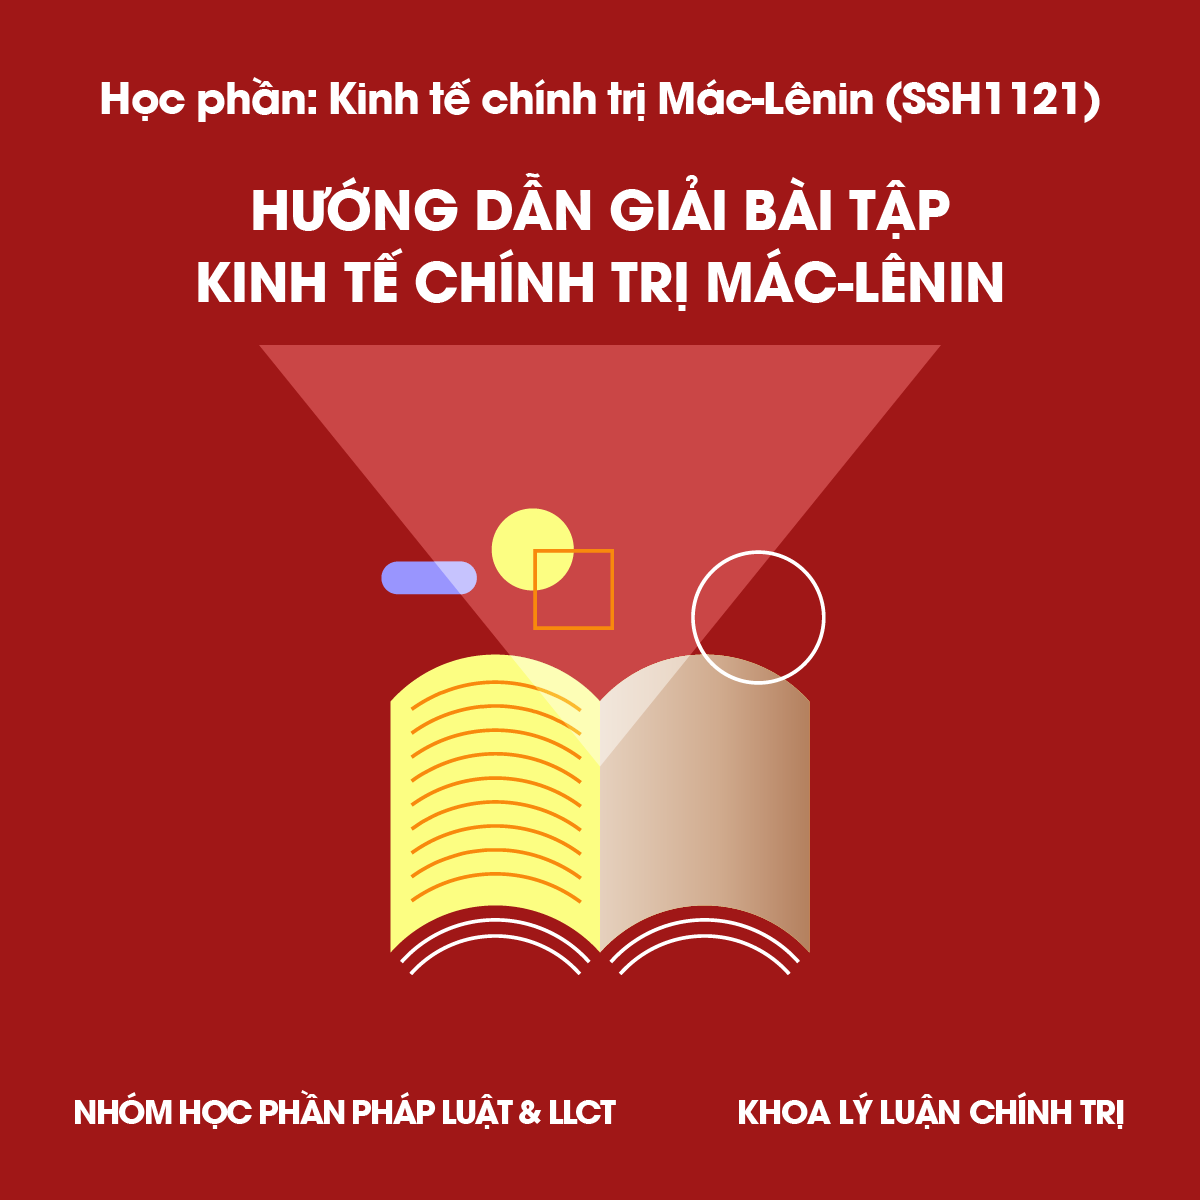 Học phần: Kinh tế chính trị Mác-Lênin (SSH1121)
HƯỚNG DẪN GIẢI BÀI TẬP
KINH TẾ CHÍNH TRỊ MÁC-LÊNIN
NHÓM HỌC PHẦN PHÁP LUẬT & LLCT
KHOA LÝ LUẬN CHÍNH TRỊ